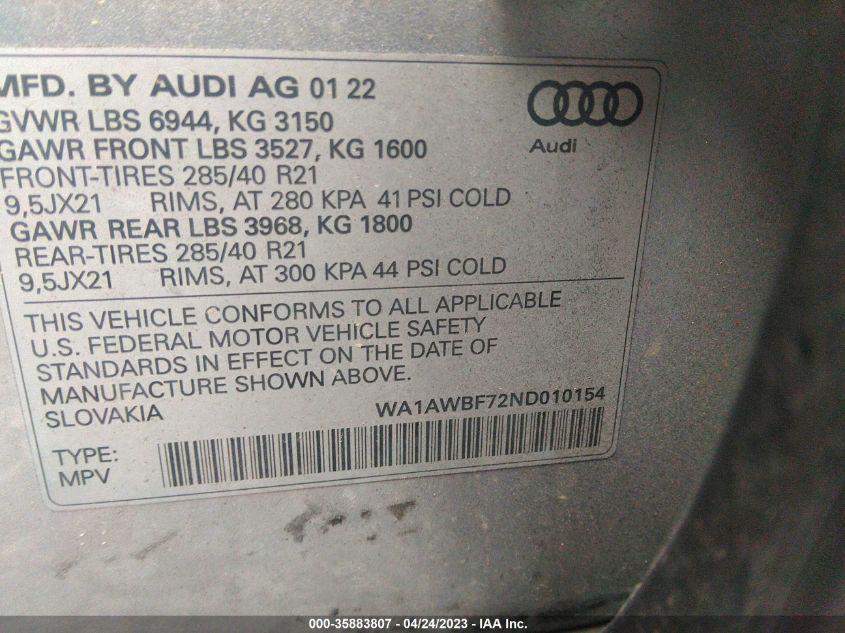 MFD. BY AUDI AG 01 22
GVWR LBS 6944, KG 3150
GAWR FRONT LBS 3527, KG 1600
FRONT-TIRES 285/40 R21
9,5JX21 RIMS, AT 280 KPA 41 PSI COLD
GAWR REAR LBS 3968, KG 1800
REAR-TIRES 285/40 R21
9,5JX21 RIMS, AT 300 KPA 44 PSI COLD
Audi
THIS VEHICLE CONFORMS TO ALL APPLICABLE
U.S. FEDERAL MOTOR VEHICLE SAFETY
STANDARDS IN EFFECT ON THE DATE OF
MANUFACTURE SHOWN ABOVE.
SLOVAKIA WA1AWBF72ND010154
TYPE:
MPV
000-35883807 - 04/24/2023 - IAA Inc.